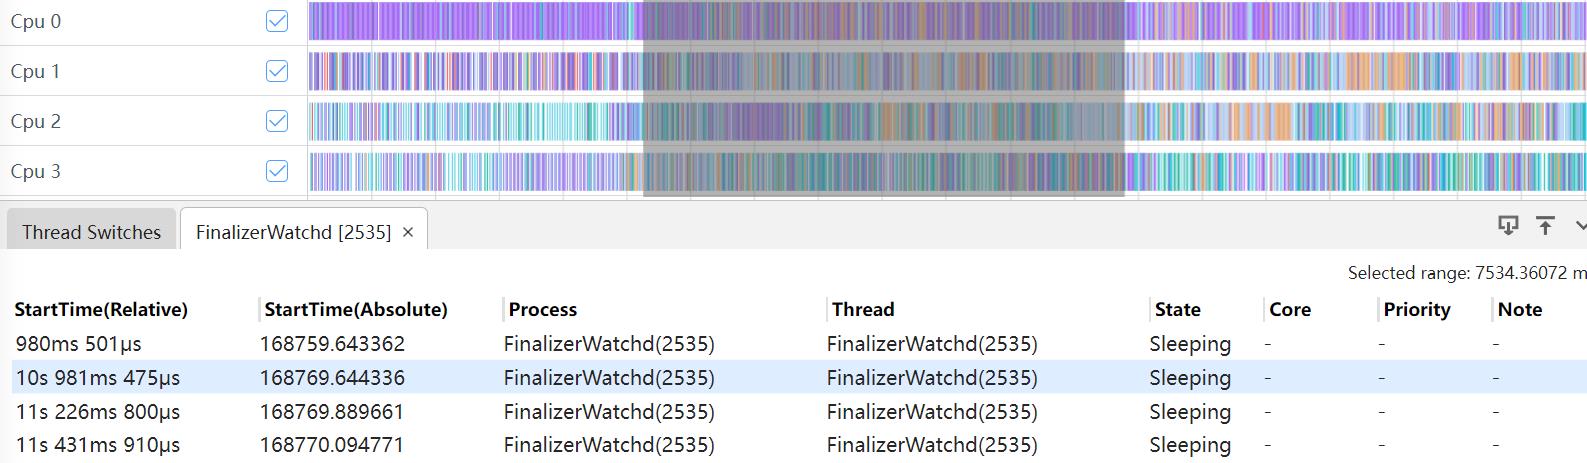 Cpu 0
Cpu 1
Cpu 2
Cpu 3
Thread Switches FinalizerWatchd [2535] ×
Selected range: 7534.36072 m
StartTime(Relative) StartTime(Absolute) Process Thread State Core Priority Note
980ms 501μs 168759.643362 FinalizerWatchd(2535) FinalizerWatchd(2535) Sleeping - - -
10s 981ms 475μs 168769.644336 FinalizerWatchd(2535) FinalizerWatchd(2535) Sleeping - - -
11s 226ms 800μs 168769.889661 FinalizerWatchd(2535) FinalizerWatchd(2535) Sleeping - - -
11s 431ms 910μs 168770.094771 FinalizerWatchd(2535) FinalizerWatchd(2535) Sleeping - - -